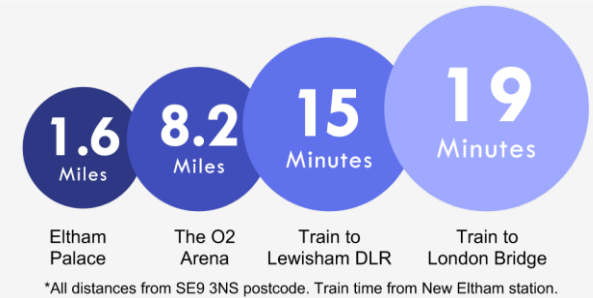 1.6
Miles
8.2
Miles
15
Minutes
19
Minutes
Eltham
Palace
The O2
Arena
Train to
Lewisham DLR
Train to
London Bridge
*All distances from SE9 3NS postcode. Train time from New Eltham station.